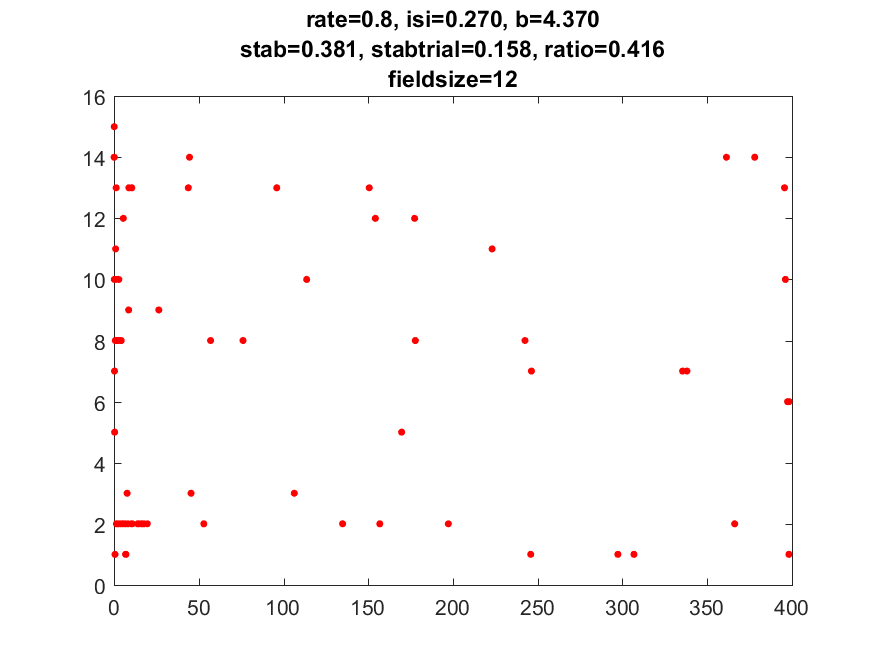 rate=0.8, isi=0.270, b=4.370
stab=0.381, stabtrial=0.158, ratio=0.416
fieldsize=12
16
14
12
10
8
6
4
2
0
0 50 100 150 200 250 300 350 400